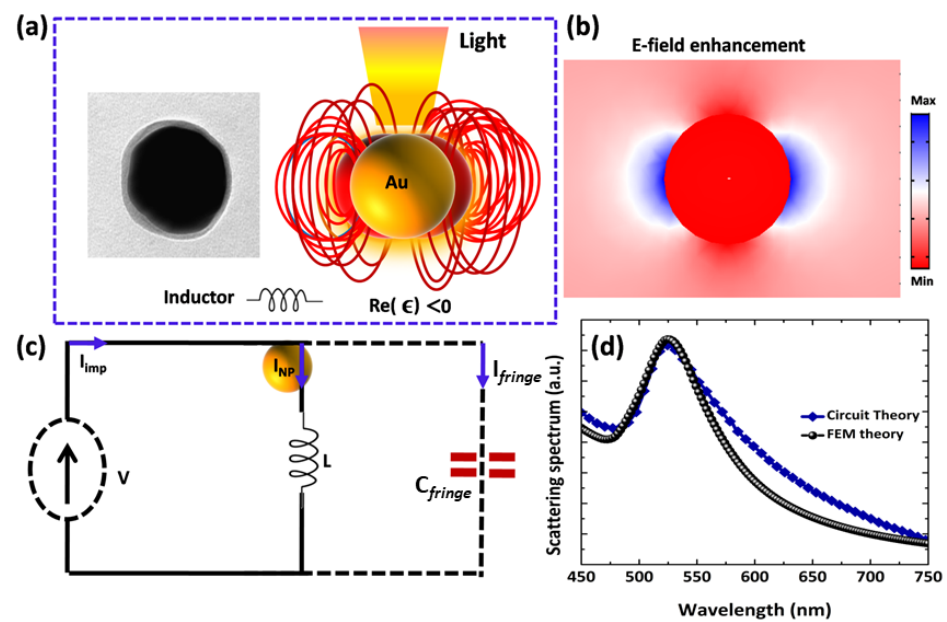 (a)
Light
Au
Inductor
Re( ϵ) <0
(b)
E-field enhancement
Max
Min
(c)
I_imp
I_NP
I_fringe
V
L
C_fringe
(d)
Scattering spectrum (a.u.)
Circuit Theory
FEM theory
450 500 550 600 650 700 750
Wavelength (nm)